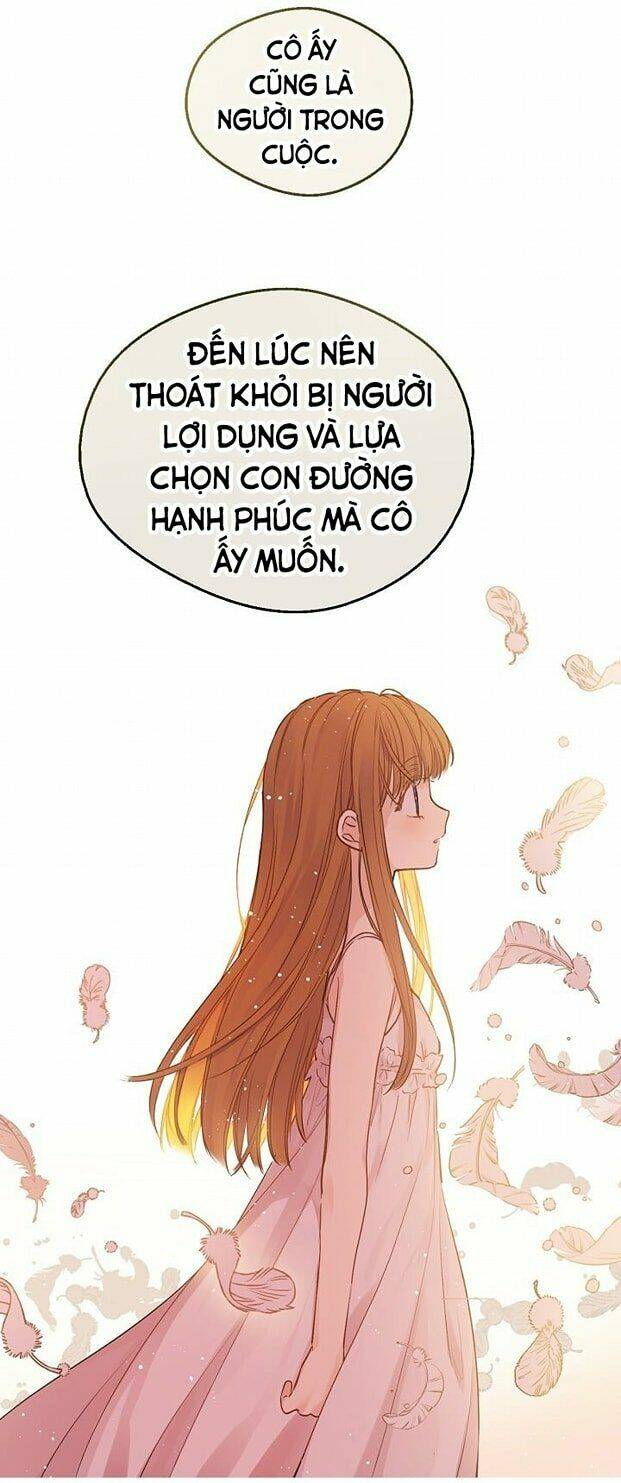 CÔ ẤY
CŨNG LÀ
NGƯỜI TRONG
CUỘC.
ĐẾN LÚC NÊN
THOÁT KHỎI BỊ NGƯỜI
LỢI DỤNG VÀ LỰA
CHỌN CON ĐƯỜNG
HẠNH PHÚC MÀ CÔ
ẤY MUỐN.